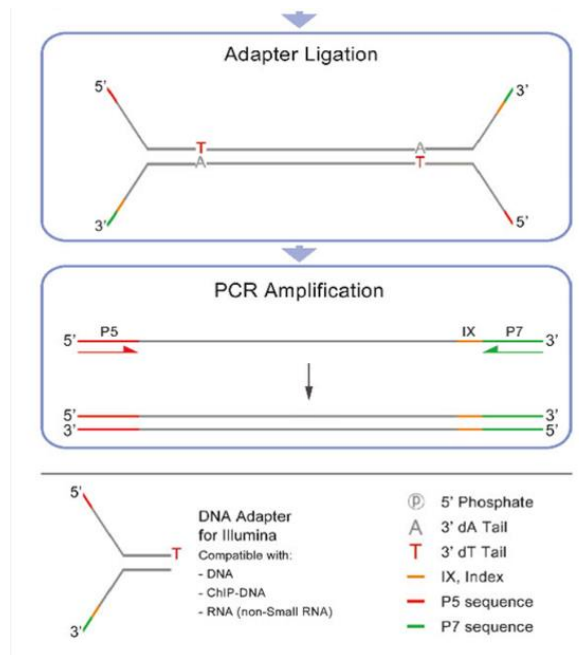 Adapter Ligation
5’
3’
T
A
A
T
3’
5’
PCR Amplification
5’ P5 IX P7 3’
5’ 3’
3’ 5’
5’
T
3’
DNA Adapter
for Illumina
Compatible with:
- DNA
- ChIP-DNA
- RNA (non-Small RNA)
Ⓟ 5’ Phosphate
A 3’ dA Tail
T 3’ dT Tail
IX, Index
P5 sequence
P7 sequence